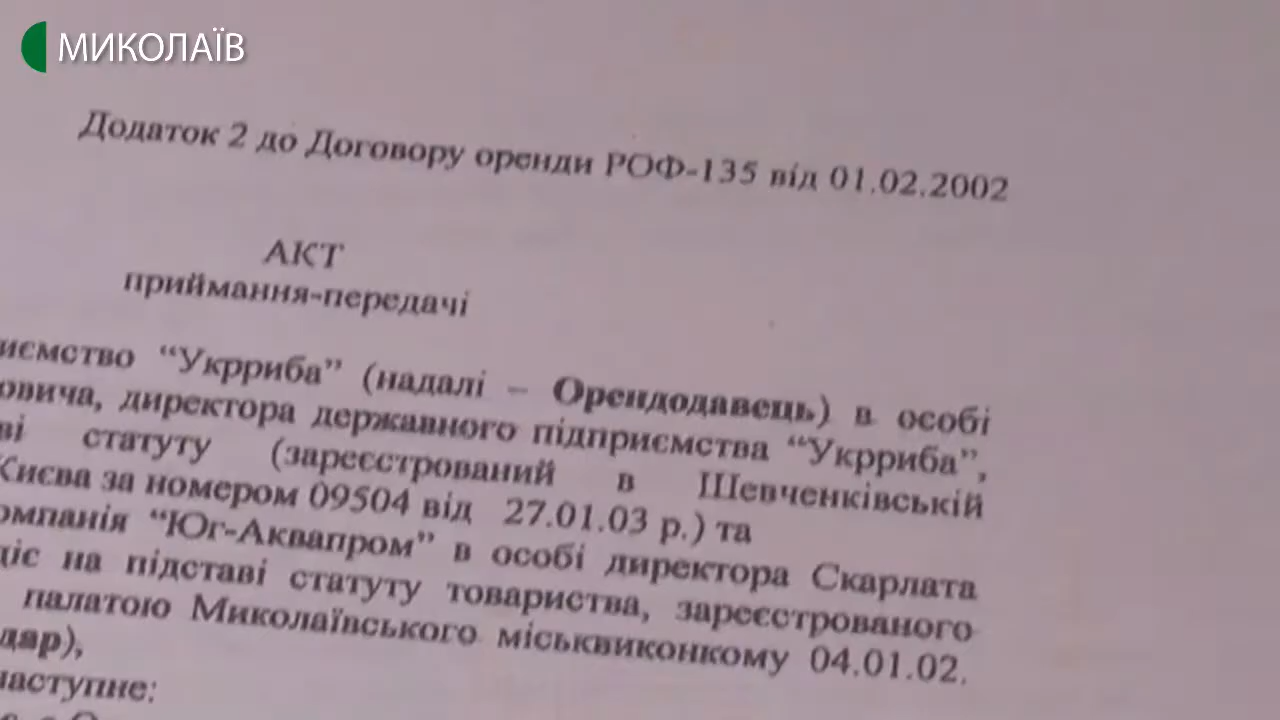 МИКОЛАЇВ
Додаток 2 до Договору оренди РОФ-135 від 01.02.2002
АКТ
приймання-передачі
иємство “Укрриба” (надалі – Орендодавець) в особі
овича, директора державного підприємства “Укрриба”,
ві статуту (зареєстрований в Шевченківській
Києва за номером 09504 від 27.01.03 р.) та
омпанія “Юг-Аквапром” в особі директора Скарлата
діє на підставі статуту товариства, зареєстрованого
палатою Миколаївського міськвиконкому 04.01.02.
дар),
наступне: